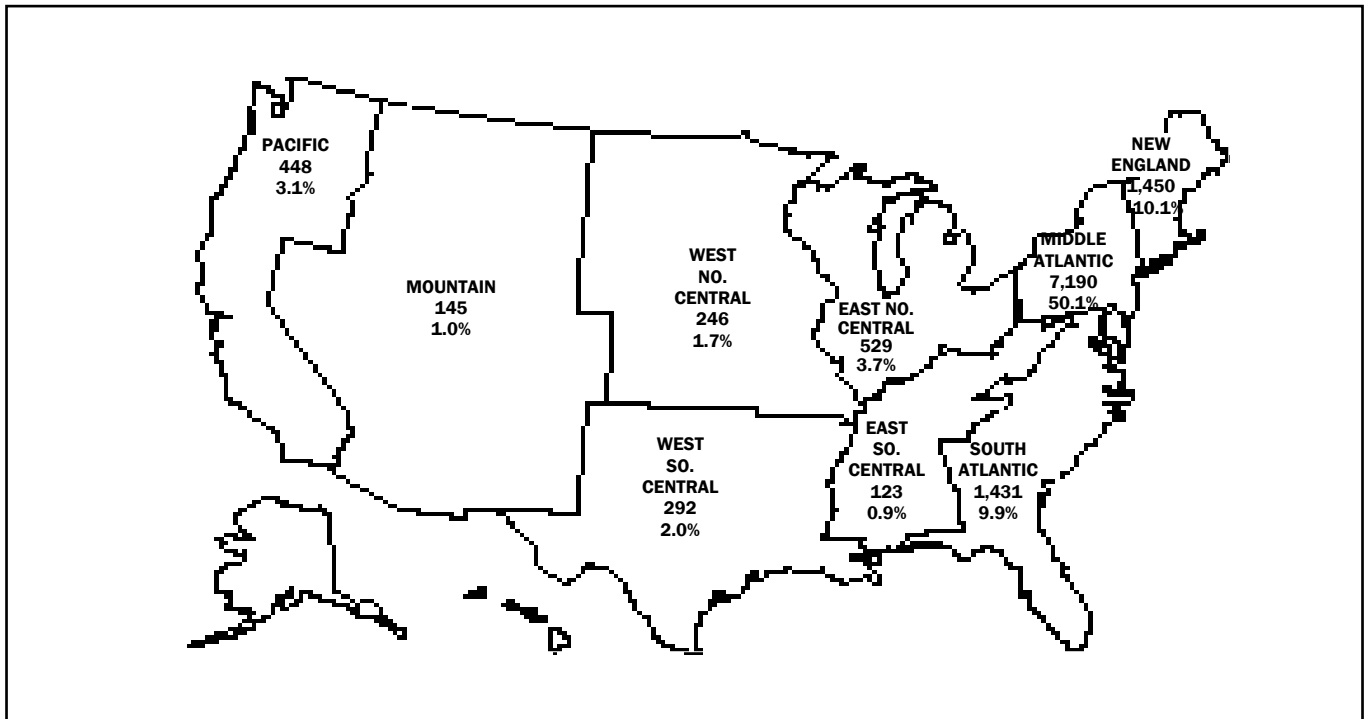 PACIFIC
448
3.1%
MOUNTAIN
145
1.0%
WEST
NO.
CENTRAL
246
1.7%
WEST
SO.
CENTRAL
292
2.0%
EAST NO.
CENTRAL
529
3.7%
EAST
SO.
CENTRAL
123
0.9%
SOUTH
ATLANTIC
1,431
9.9%
MIDDLE
ATLANTIC
7,190
50.1%
NEW
ENGLAND
1,450
10.1%